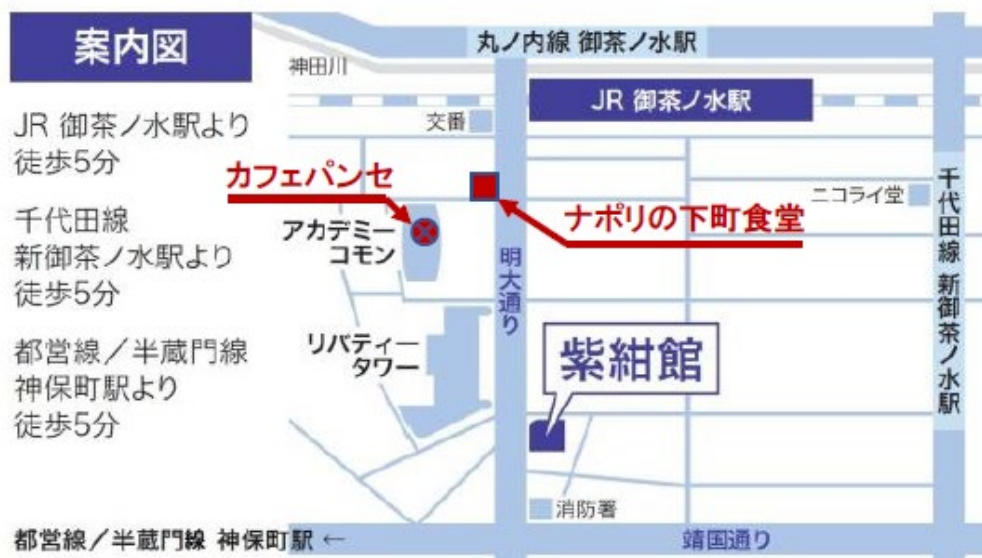 案内図
JR 御茶ノ水駅より
徒歩5分
千代田線
新御茶ノ水駅より
徒歩5分
都営線／半蔵門線
神保町駅より
徒歩5分
丸ノ内線 御茶ノ水駅
神田川
JR 御茶ノ水駅
交番
カフェパンセ
ニコライ堂
ナポリの下町食堂
アカデミー
コモン
明大通り
千代田線 新御茶ノ水駅
リバティー
タワー
紫紺館
消防署
都営線／半蔵門線 神保町駅 ←
靖国通り